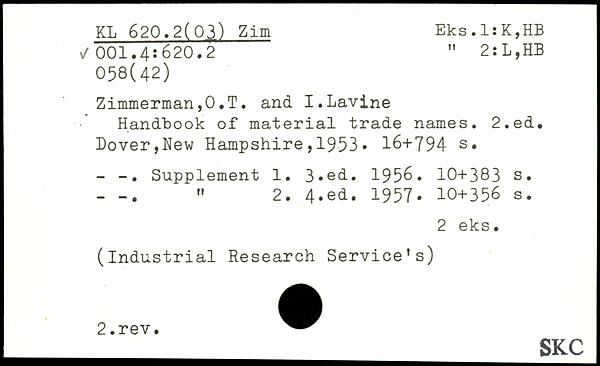 KL 620.2(03) Zim Eks.1:K,HB
✓ 001.4:620.2 " 2:L,HB
058(42)
Zimmerman,O.T. and I.Lavine
Handbook of material trade names. 2.ed.
Dover,New Hampshire,1953. 16+794 s.
- -. Supplement 1. 3.ed. 1956. 10+383 s.
- -. " 2. 4.ed. 1957. 10+356 s.
2 eks.
(Industrial Research Service's)
2.rev.
SKC